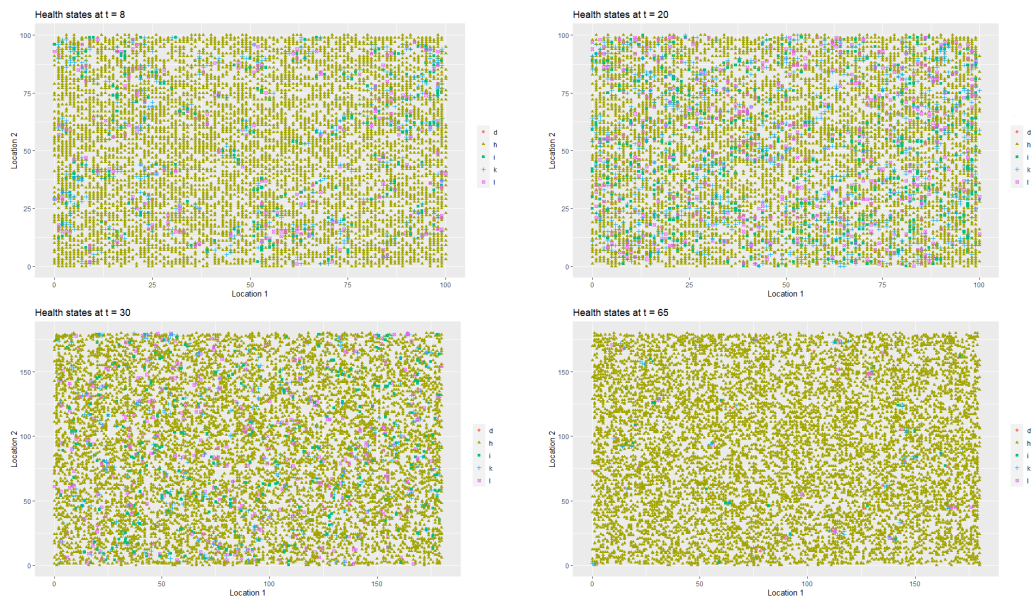 Health states at t = 8
100
75
50
25
0
0
25
50
75
100
Location 1
Location 2
d
h
i
k
l
Health states at t = 20
100
75
50
25
0
0
25
50
75
100
Location 1
Location 2
d
h
i
k
l
Health states at t = 30
150
100
50
0
0
50
100
150
Location 1
Location 2
d
h
i
k
l
Health states at t = 65
150
100
50
0
0
50
100
150
Location 1
Location 2
d
h
i
k
l